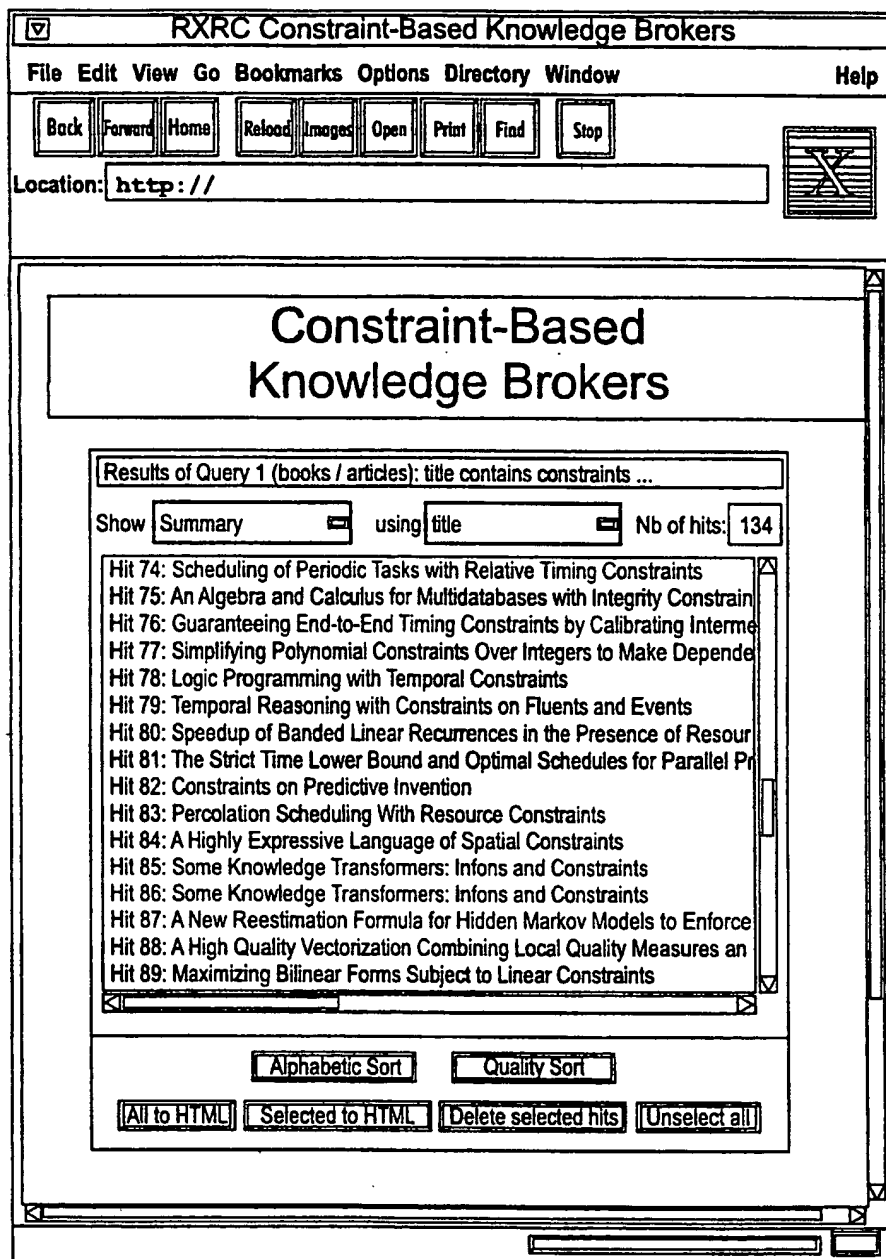 RXRC Constraint-Based Knowledge Brokers
File Edit View Go Bookmarks Options Directory Window Help
Back Forward Home Reload Images Open Print Find Stop
Location: http://
X
Constraint-Based
Knowledge Brokers
Results of Query 1 (books / articles): title contains constraints ...
Show Summary using title Nb of hits: 134
Hit 74: Scheduling of Periodic Tasks with Relative Timing Constraints
Hit 75: An Algebra and Calculus for Multidatabases with Integrity Constrain
Hit 76: Guaranteeing End-to-End Timing Constraints by Calibrating Interme
Hit 77: Simplifying Polynomial Constraints Over Integers to Make Depende
Hit 78: Logic Programming with Temporal Constraints
Hit 79: Temporal Reasoning with Constraints on Fluents and Events
Hit 80: Speedup of Banded Linear Recurrences in the Presence of Resour
Hit 81: The Strict Time Lower Bound and Optimal Schedules for Parallel Pr
Hit 82: Constraints on Predictive Invention
Hit 83: Percolation Scheduling With Resource Constraints
Hit 84: A Highly Expressive Language of Spatial Constraints
Hit 85: Some Knowledge Transformers: Infons and Constraints
Hit 86: Some Knowledge Transformers: Infons and Constraints
Hit 87: A New Reestimation Formula for Hidden Markov Models to Enforce
Hit 88: A High Quality Vectorization Combining Local Quality Measures an
Hit 89: Maximizing Bilinear Forms Subject to Linear Constraints
Alphabetic Sort Quality Sort
All to HTML Selected to HTML Delete selected hits Unselect all